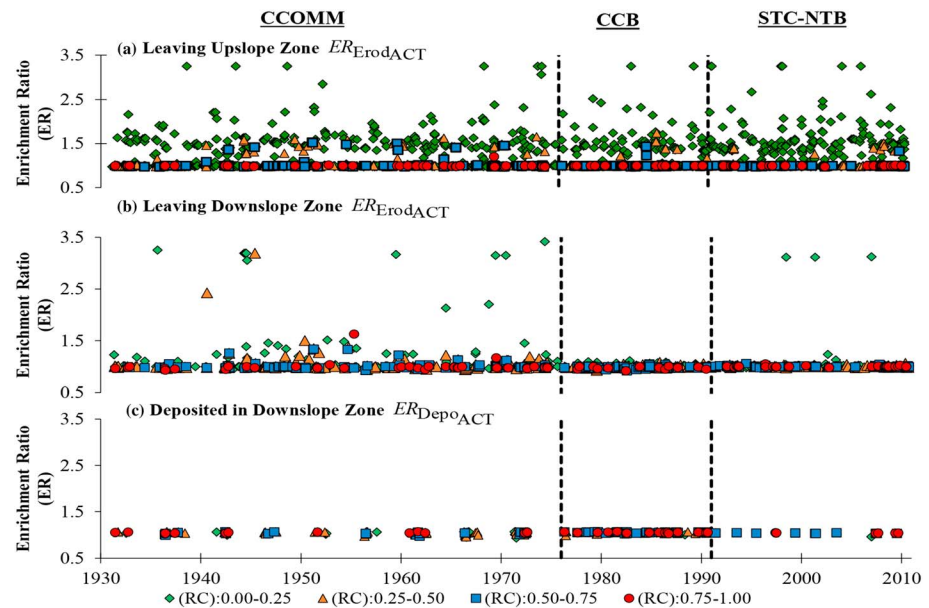 CCOMM CCB STC-NTB
(a) Leaving Upslope Zone ER_ErodACT
Enrichment Ratio (ER)
3.5
2.5
1.5
0.5
(b) Leaving Downslope Zone ER_ErodACT
Enrichment Ratio (ER)
3.5
2.5
1.5
0.5
(c) Deposited in Downslope Zone ER_DepoACT
Enrichment Ratio (ER)
3.5
2.5
1.5
0.5
1930 1940 1950 1960 1970 1980 1990 2000 2010
(RC):0.00-0.25 (RC):0.25-0.50 (RC):0.50-0.75 (RC):0.75-1.00